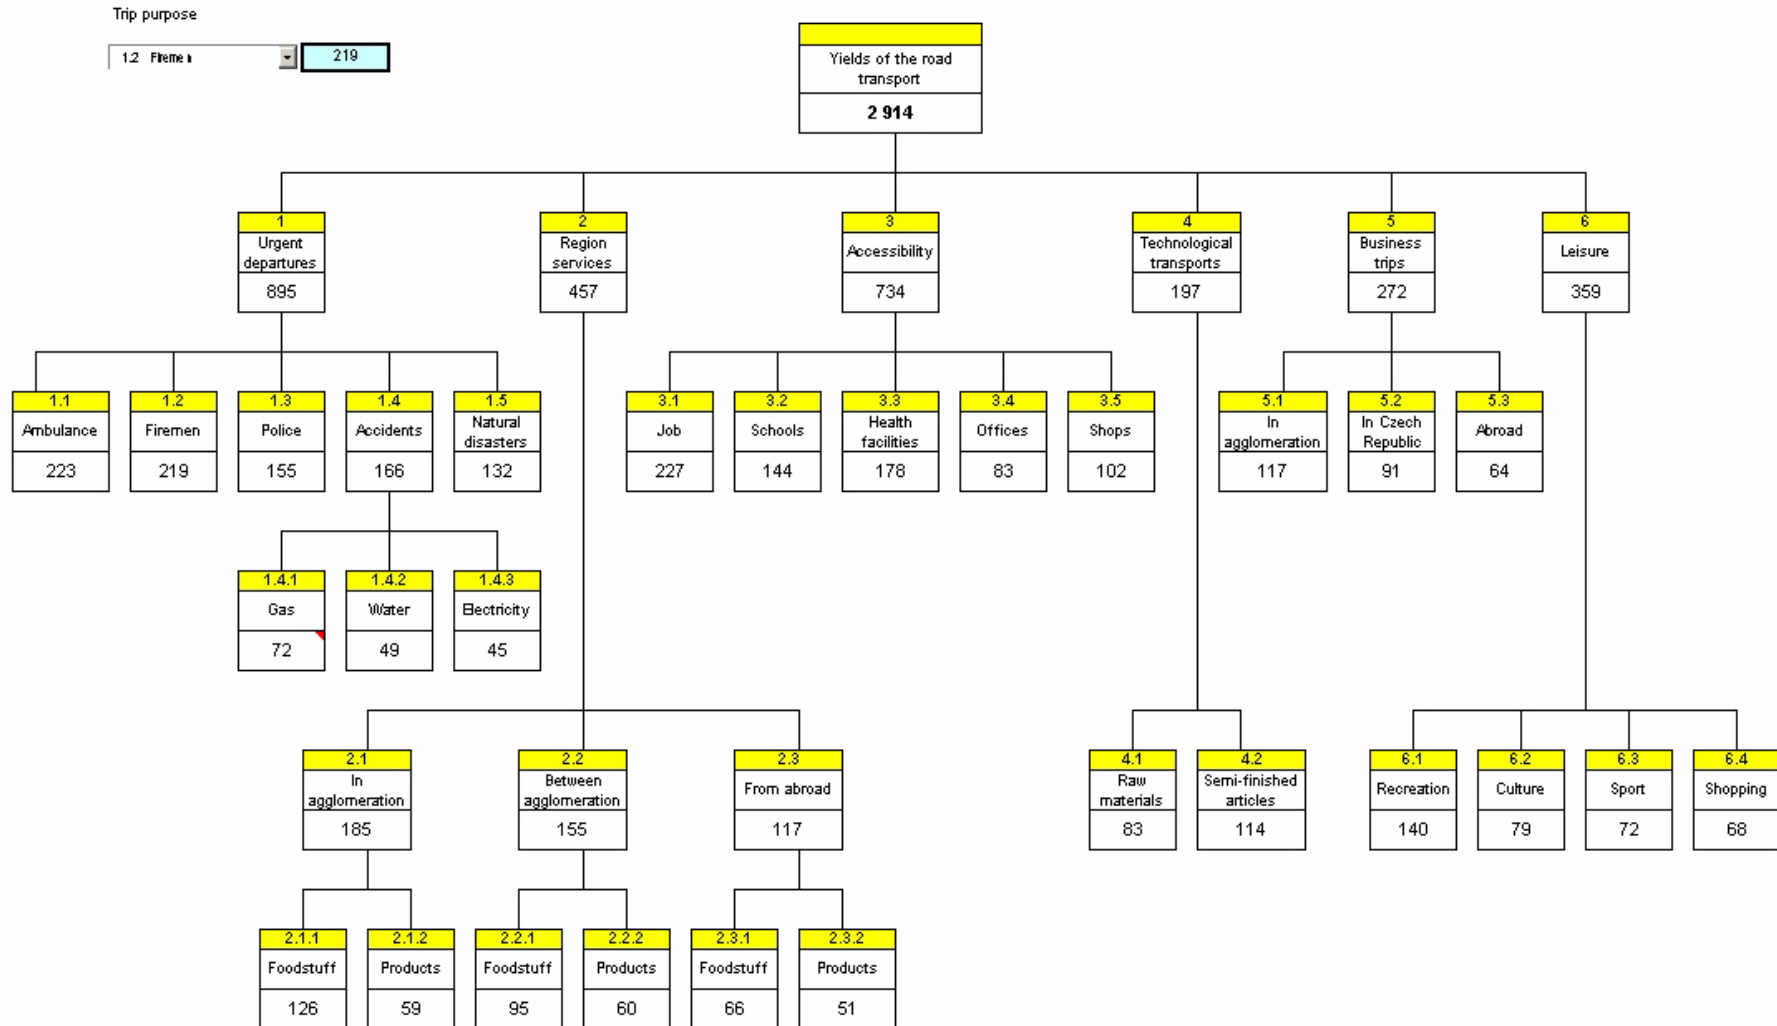 Trip purpose
1.2 Firemen
219
Yields of the road
transport
2 914
1
Urgent
departures
895
2
Region
services
457
3
Accessibility
734
4
Technological
transports
197
5
Business
trips
272
6
Leisure
359
1.1
Ambulance
223
1.2
Firemen
219
1.3
Police
155
1.4
Accidents
166
1.5
Natural
disasters
132
3.1
Job
227
3.2
Schools
144
3.3
Health
facilities
178
3.4
Offices
83
3.5
Shops
102
5.1
In
agglomeration
117
5.2
In Czech
Republic
91
5.3
Abroad
64
1.4.1
Gas
72
1.4.2
Water
49
1.4.3
Electricity
45
2.1
In
agglomeration
185
2.2
Between
agglomeration
155
2.3
From abroad
117
4.1
Raw
materials
83
4.2
Semi-finished
articles
114
6.1
Recreation
140
6.2
Culture
79
6.3
Sport
72
6.4
Shopping
68
2.1.1
Foodstuff
126
2.1.2
Products
59
2.2.1
Foodstuff
95
2.2.2
Products
60
2.3.1
Foodstuff
66
2.3.2
Products
51